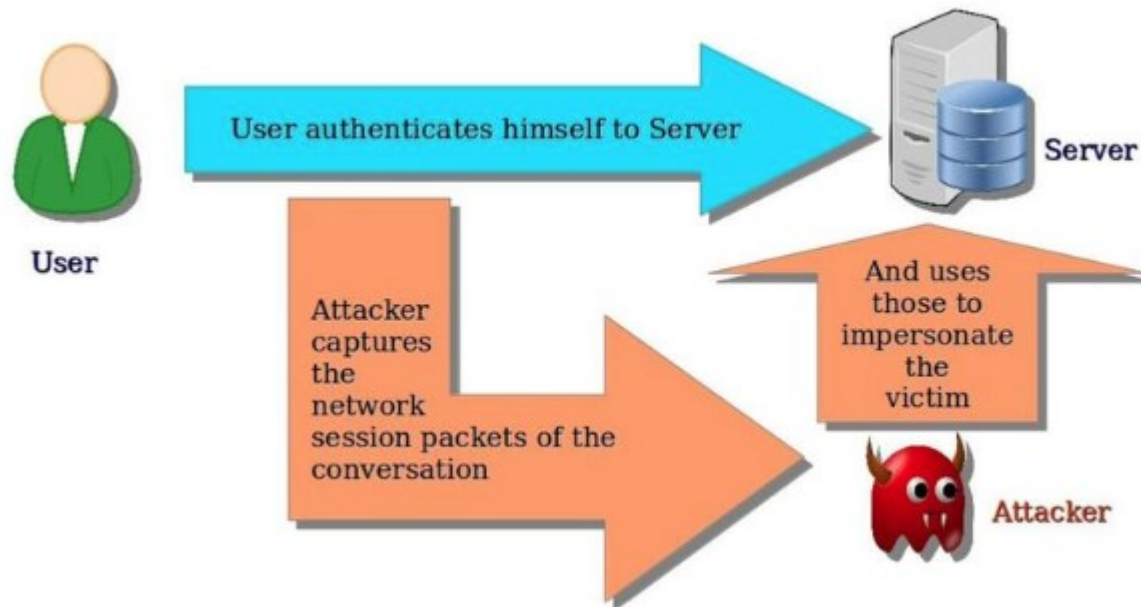 User authenticates himself to Server
Server
User
Attacker
captures
the
network
session packets of the
conversation
And uses
those to
impersonate
the
victim
Attacker